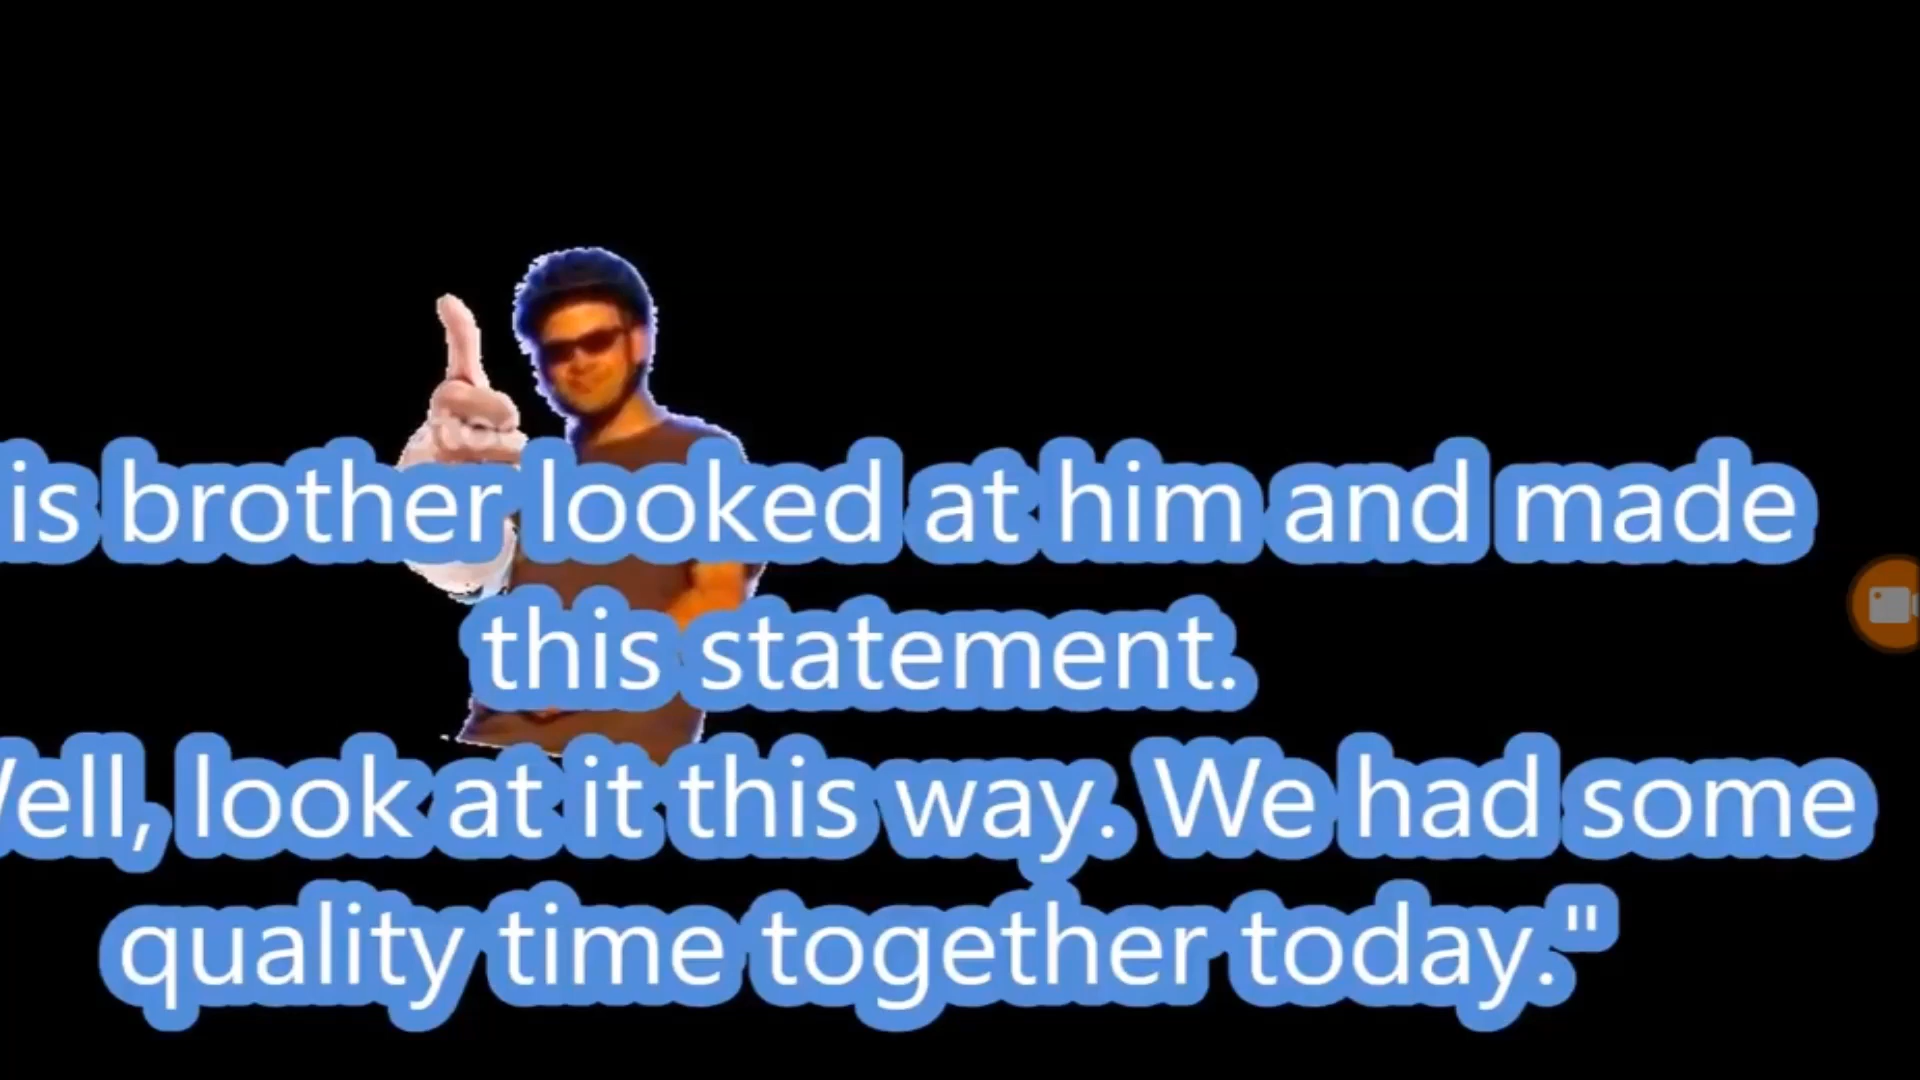 is brother looked at him and made
this statement.
ell, look at it this way. We had some
quality time together today."